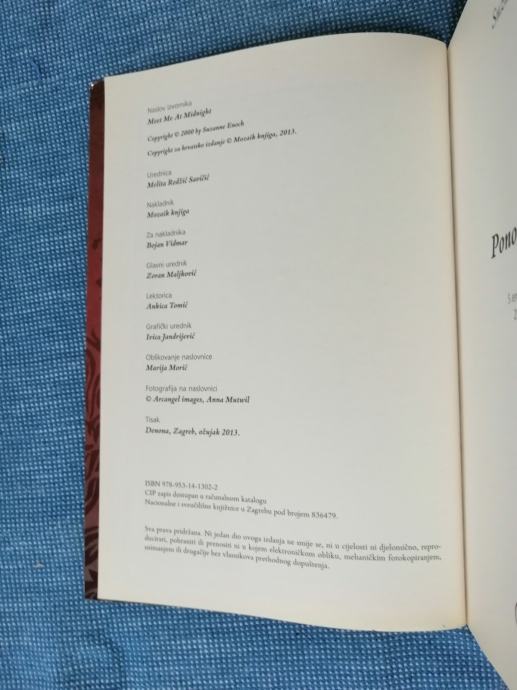 Naslov izvornika
Meet Me At Midnight
Copyright © 2000 by Suzanne Enoch
Copyright za hrvatsko izdanje © Mozaik knjiga, 2013.
Urednica
Melita Redžić Saričić
Nakladnik
Mozaik knjiga
Za nakladnika
Bojan Vidmar
Glavni urednik
Zoran Maljković
Lektorica
Ankica Tomić
Grafički urednik
Ivica Jandrijević
Oblikovanje naslovnice
Marija Morić
Fotografija na naslovnici
© Arcangel images, Anna Mutwil
Tisak
Denona, Zagreb, ožujak 2013.
ISBN 978-953-14-1302-2
CIP zapis dostupan u računalnom katalogu
Nacionalne i sveučilišne knjižnice u Zagrebu pod brojem 836479.
Sva prava pridržana. Ni jedan dio ovoga izdanja ne smije se, ni u cijelosti ni djelomično, repro-
ducirati, pohraniti ili prenositi ni u kojem elektroničkom obliku, mehaničkim fotokopiranjem,
snimanjem ili drugačije bez vlasnikova prethodnog dopuštenja.
Pono